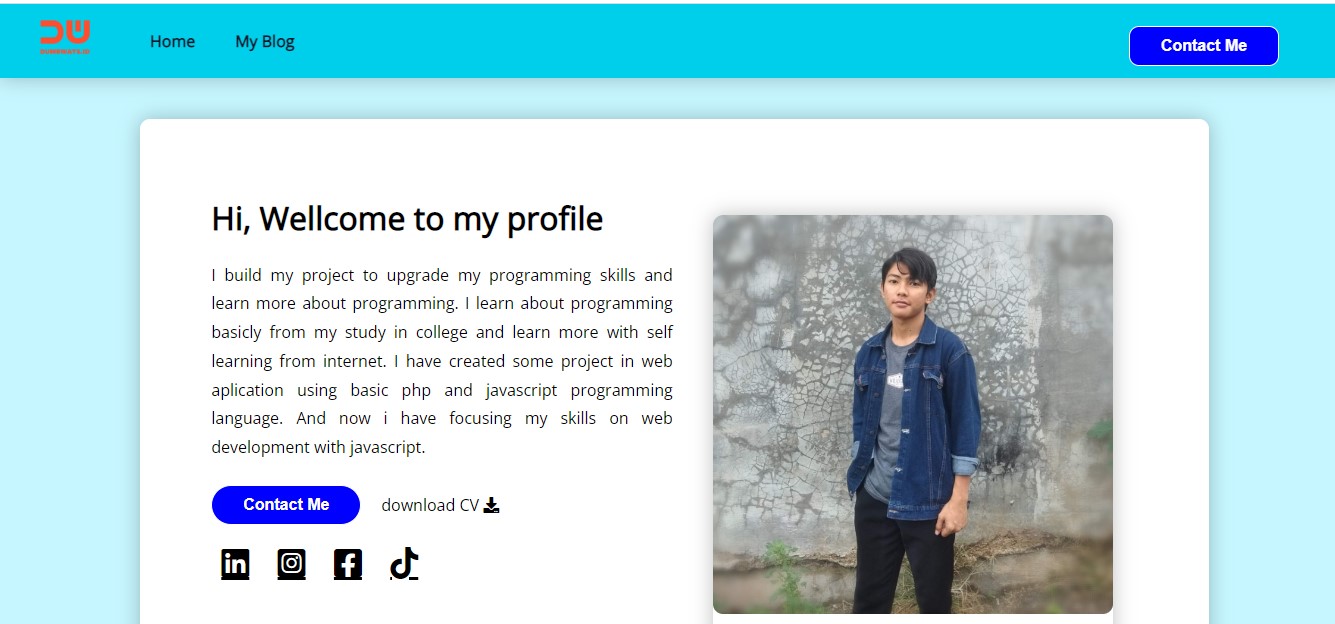 Home
My Blog
Contact Me
Hi, Wellcome to my profile
I build my project to upgrade my programming skills and
learn more about programming. I learn about programming
basicly from my study in college and learn more with self
learning from internet. I have created some project in web
aplication using basic php and javascript programming
language. And now i have focusing my skills on web
development with javascript.
Contact Me
download CV
in